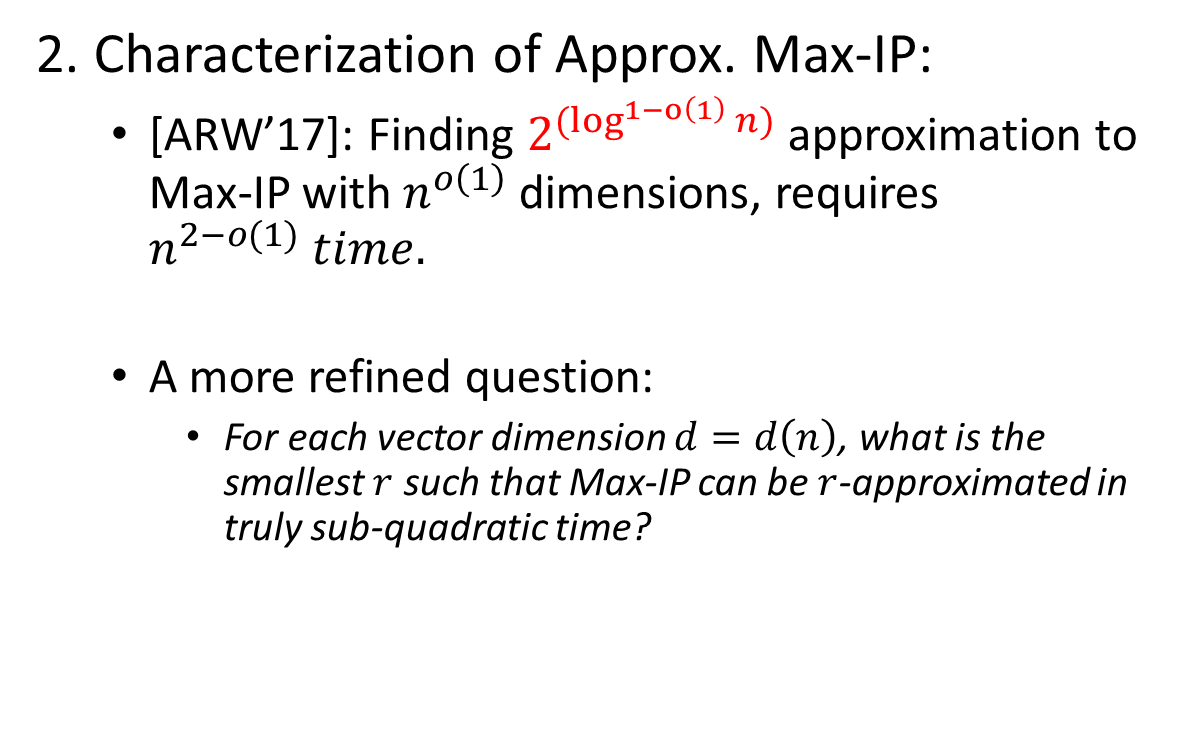 2. Characterization of Approx. Max-IP:
• [ARW’17]: Finding 2^(log^{1−o(1)} n) approximation to
Max-IP with n^{o(1)} dimensions, requires
n^{2−o(1)} time.
• A more refined question:
• For each vector dimension d = d(n), what is the
smallest r such that Max-IP can be r-approximated in
truly sub-quadratic time?